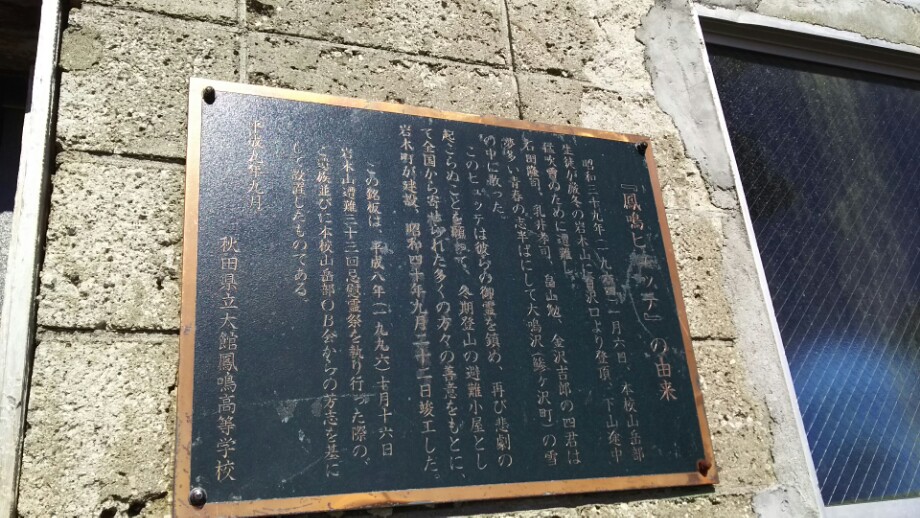 『鳳鳴ヒュッテ』の由来
昭和三十九年(一九六四)一月六日、本校山岳部
生徒が厳冬の岩木山に百沢口より登頂、下山途中
猛吹雪のために遭難し、
石田隆司、乳井孝司、畠山勉、金沢吉郎の四君は
夢多い青春の志半ばにして大鳴沢(鰺ヶ沢町)の雪
の中に散った。
このヒュッテは彼らの御霊を鎮め、再び悲劇の
起こらぬことを願って、冬期登山の避難小屋とし
て全国から寄せられた多くの方々の善意をもとに、
岩木町が建設、昭和四十年九月二十二日竣工した。
この銘板は、平成八年(一九九六)十月十六日
岩木山遭難三十三回忌慰霊祭を執り行った際の、
ご遺族並びに本校山岳部OB会からの芳志を基に
して設置したものである。
平成九年九月
秋田県立大館鳳鳴高等学校